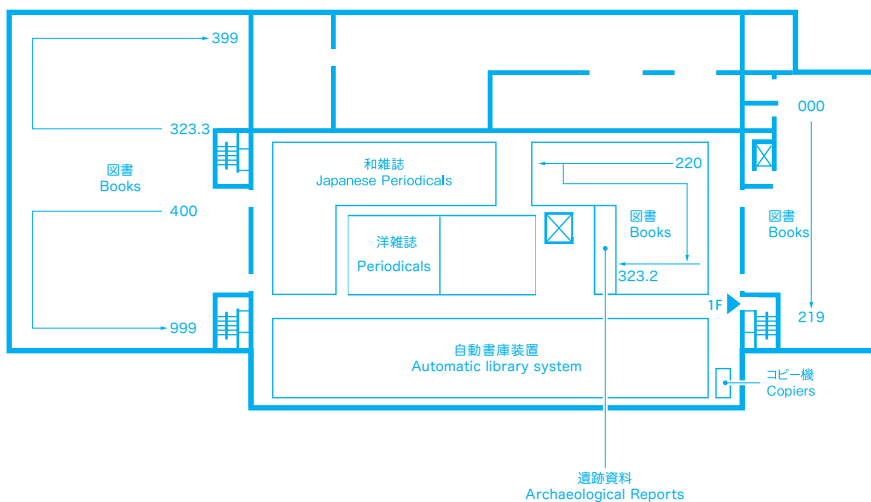 399
323.3
図書
Books
400
999
和雑誌
Japanese Periodicals
洋雑誌
Periodicals
220
図書
Books
323.2
000
図書
Books
219
1F
自動書庫装置
Automatic library system
コピー機
Copiers
遺跡資料
Archaeological Reports